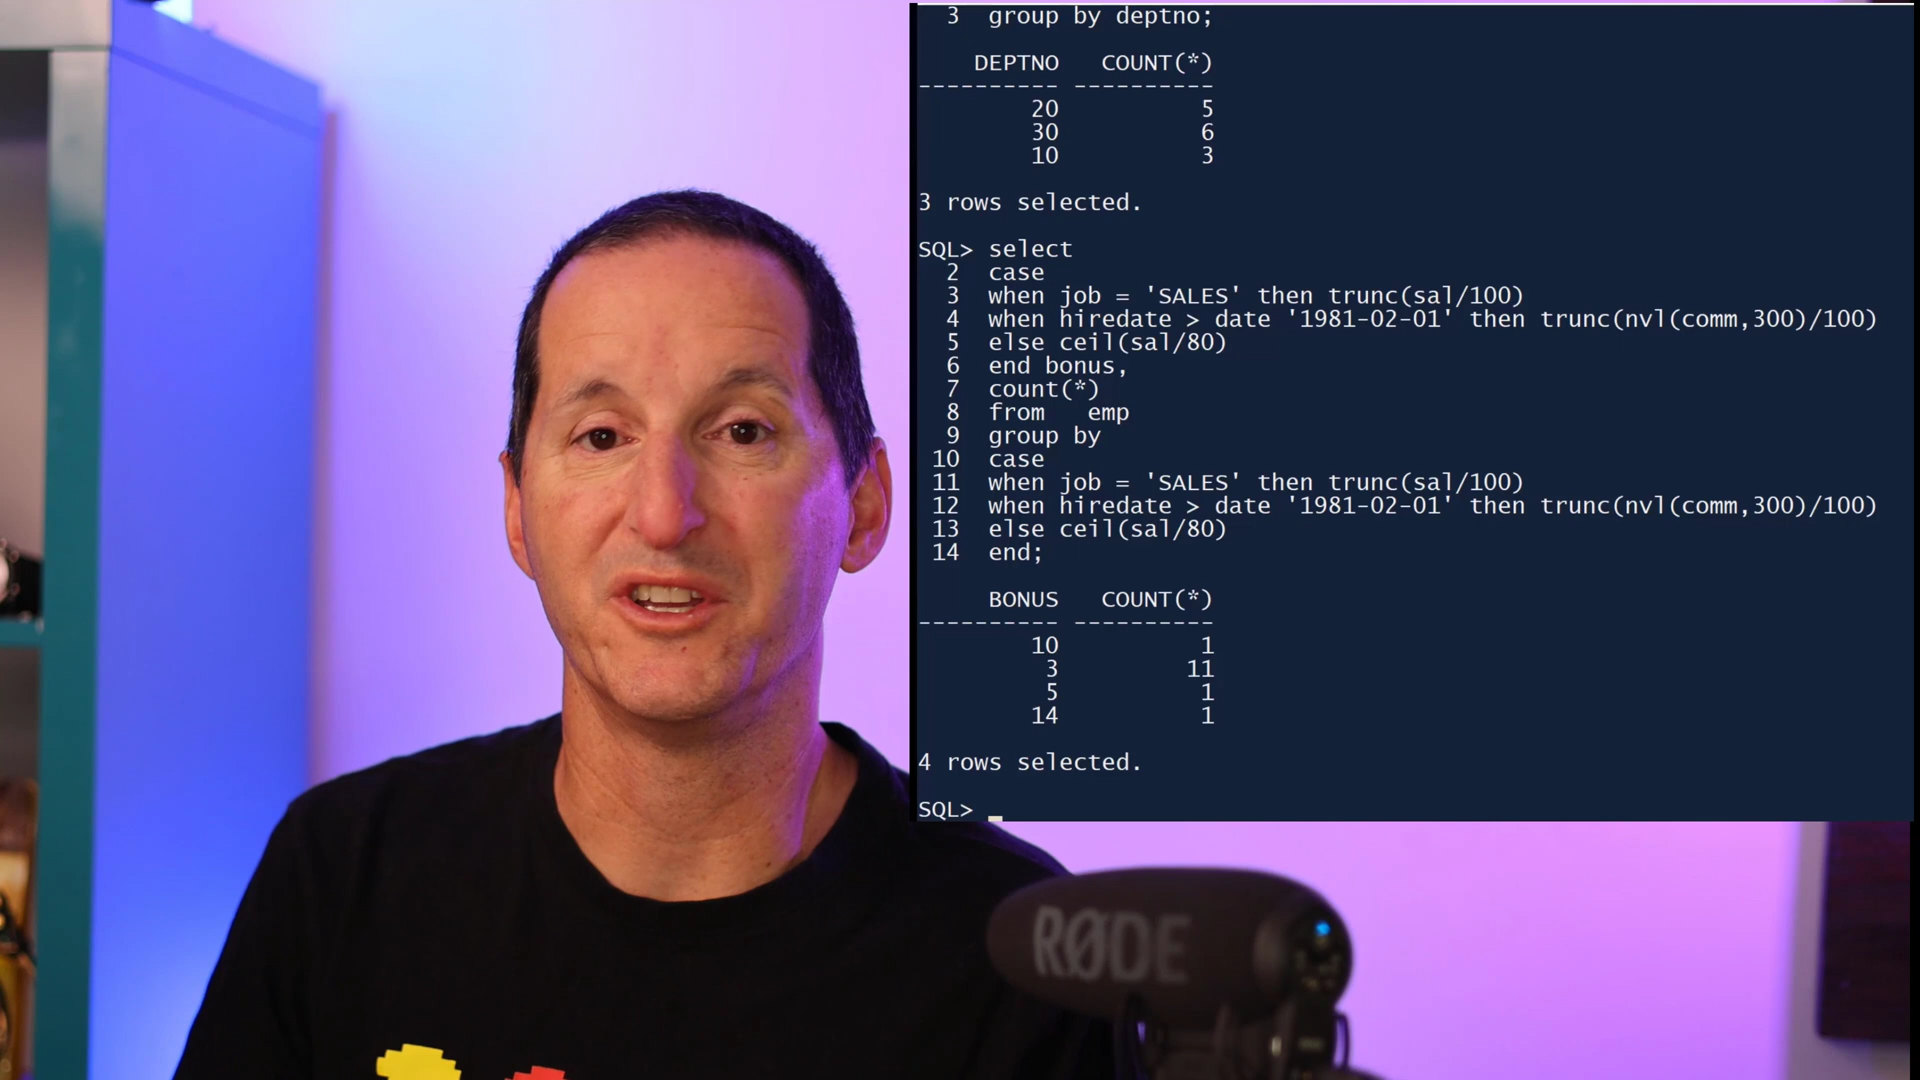 3 group by deptno;
DEPTNO COUNT(*)
---------- ----------
20 5
30 6
10 3
3 rows selected.
SQL> select
2 case
3 when job = 'SALES' then trunc(sal/100)
4 when hiredate > date '1981-02-01' then trunc(nvl(comm,300)/100)
5 else ceil(sal/80)
6 end bonus,
7 count(*)
8 from emp
9 group by
10 case
11 when job = 'SALES' then trunc(sal/100)
12 when hiredate > date '1981-02-01' then trunc(nvl(comm,300)/100)
13 else ceil(sal/80)
14 end;
BONUS COUNT(*)
---------- ----------
10 1
3 11
5 1
14 1
4 rows selected.
SQL>
RØDE